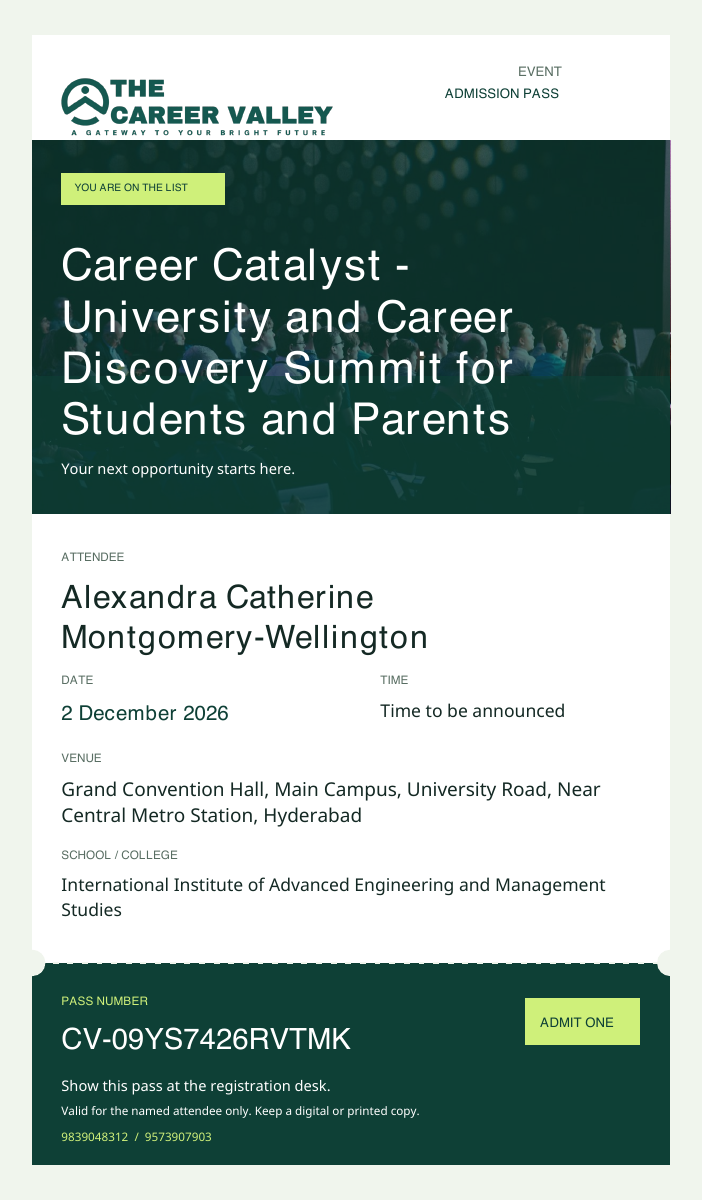 THE
CAREER VALLEY
A GATEWAY TO YOUR BRIGHT FUTURE
EVENT
ADMISSION PASS
YOU ARE ON THE LIST
Career Catalyst -
University and Career
Discovery Summit for
Students and Parents
Your next opportunity starts here.
ATTENDEE
Alexandra Catherine
Montgomery-Wellington
DATE
2 December 2026
TIME
Time to be announced
VENUE
Grand Convention Hall, Main Campus, University Road, Near
Central Metro Station, Hyderabad
SCHOOL / COLLEGE
International Institute of Advanced Engineering and Management
Studies
PASS NUMBER
CV-09YS7426RVTMK
ADMIT ONE
Show this pass at the registration desk.
Valid for the named attendee only. Keep a digital or printed copy.
9839048312 / 9573907903